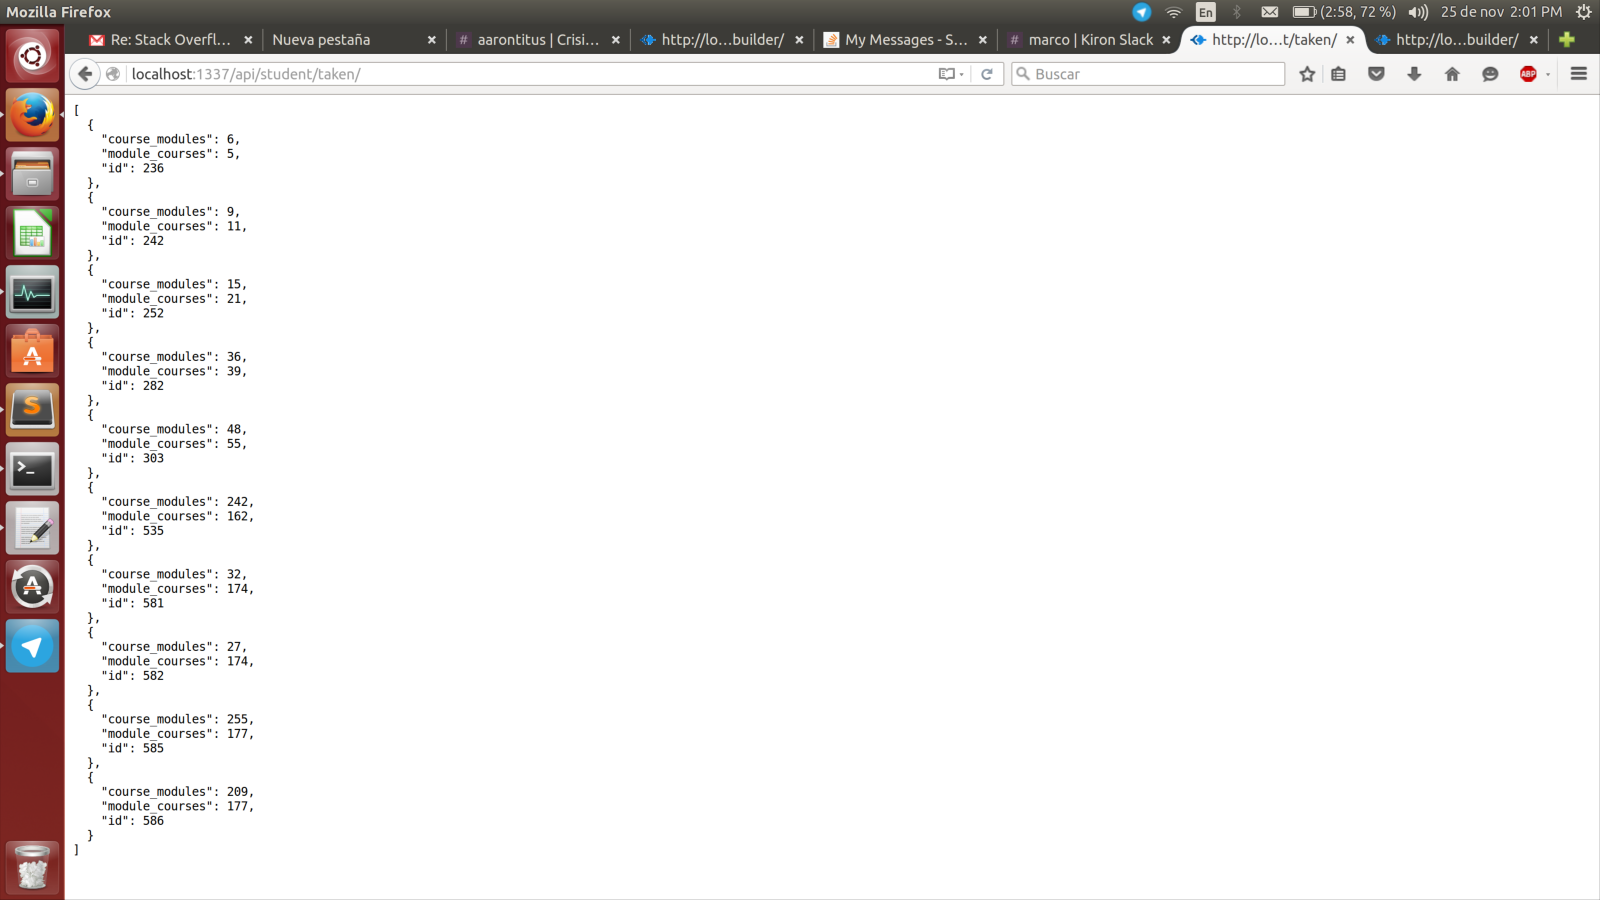 Mozilla Firefox
En
(2:58, 72 %)
25 de nov 2:01 PM
Re: Stack Overfl...
Nueva pestaña
# aarontitus | Crisi...
http://lo...builder/
My Messages - S...
# marco | Kiron Slack
http://lo...t/taken/
http://lo...builder/
localhost:1337/api/student/taken/
Buscar
ABP
[
{
"course_modules": 6,
"module_courses": 5,
"id": 236
},
{
"course_modules": 9,
"module_courses": 11,
"id": 242
},
{
"course_modules": 15,
"module_courses": 21,
"id": 252
},
{
"course_modules": 36,
"module_courses": 39,
"id": 282
},
{
"course_modules": 48,
"module_courses": 55,
"id": 303
},
{
"course_modules": 242,
"module_courses": 162,
"id": 535
},
{
"course_modules": 32,
"module_courses": 174,
"id": 581
},
{
"course_modules": 27,
"module_courses": 174,
"id": 582
},
{
"course_modules": 255,
"module_courses": 177,
"id": 585
},
{
"course_modules": 209,
"module_courses": 177,
"id": 586
}
]